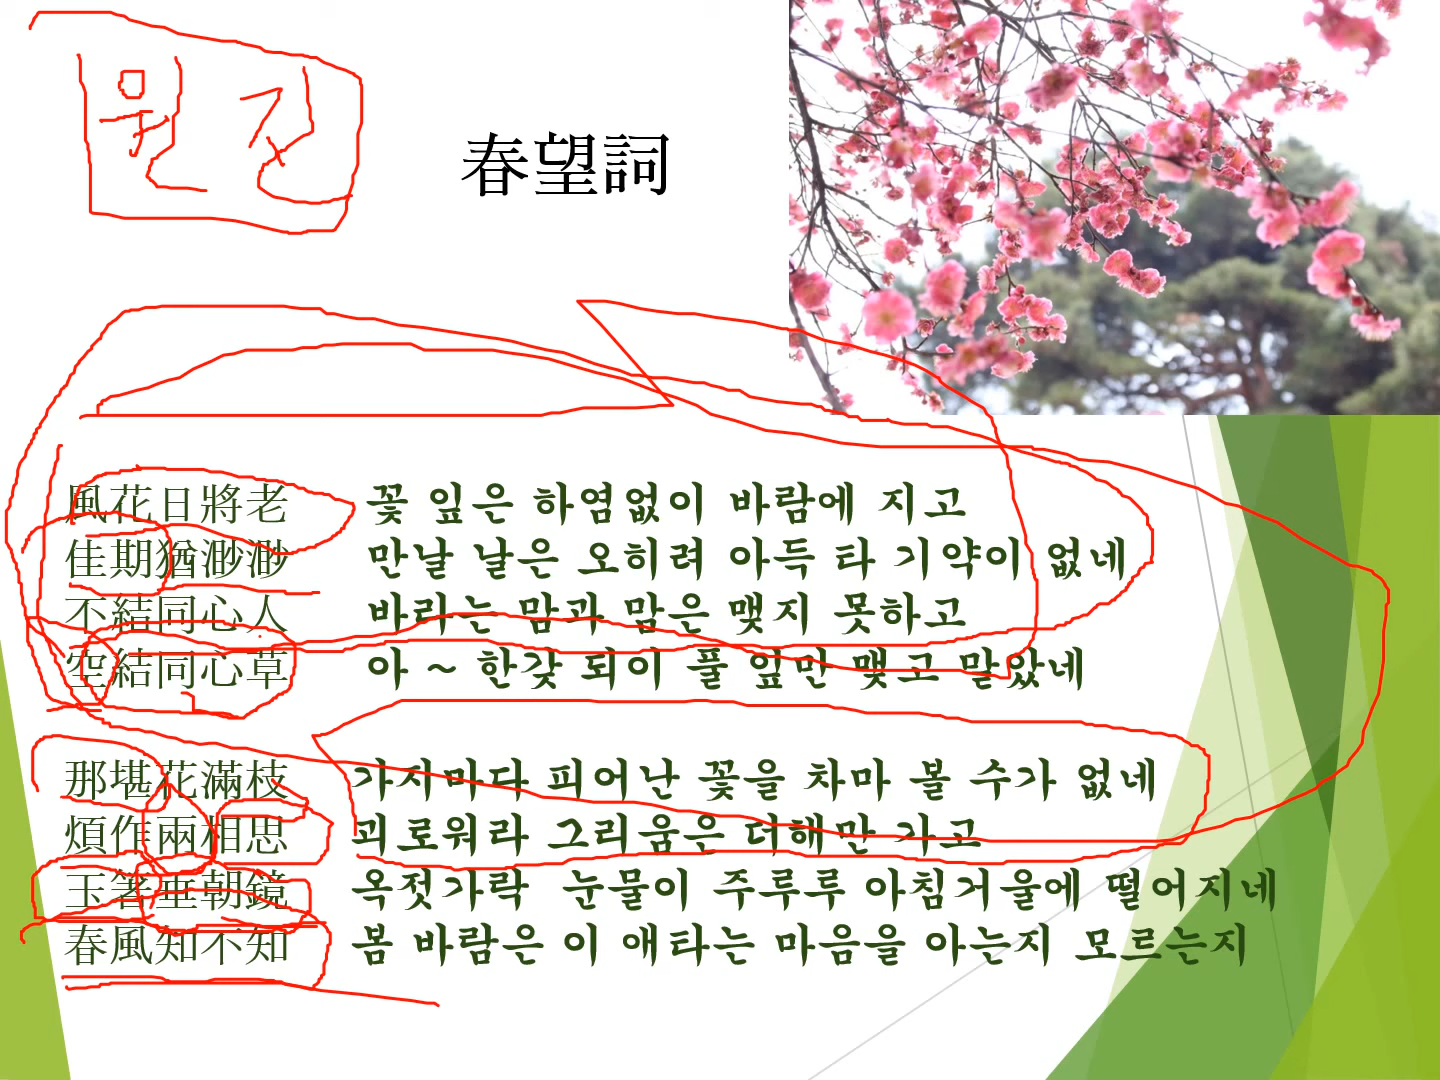 원진
春望詞
風花日將老 꽃 잎은 하염없이 바람에 지고
佳期猶渺渺 만날 날은 오히려 아득 타 기약이 없네
不結同心人 바라는 맘과 맘은 맺지 못하고
空結同心草 아 ~ 한갖 되이 풀 잎만 맺고 말았네
那堪花滿枝 가지마다 피어난 꽃을 차마 볼 수가 없네
煩作兩相思 괴로워라 그리움은 더해만 가고
玉箸垂朝鏡 옥젓가락 눈물이 주루루 아침거울에 떨어지네
春風知不知 봄 바람은 이 애타는 마음을 아는지 모르는지